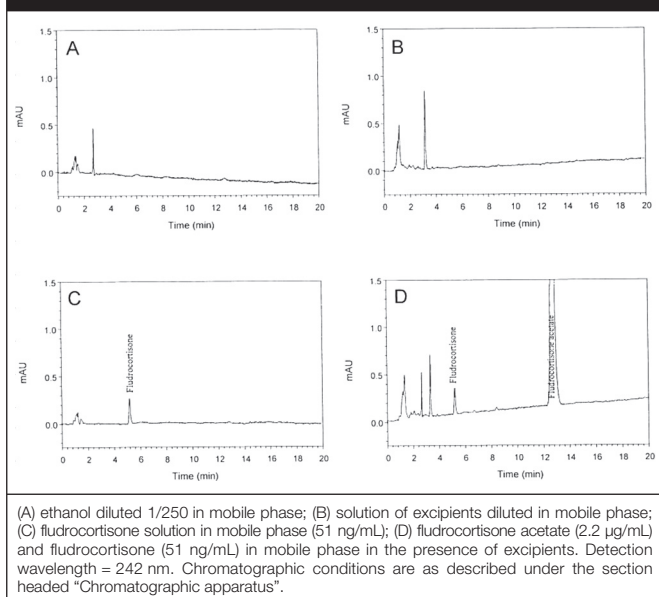 A
1.5
1.0
0.5
0.0
mAU
0 2 4 6 8 10 12 14 16 18 20
Time (min)
B
1.5
1.0
0.5
0.0
mAU
0 2 4 6 8 10 12 14 16 18 20
Time (min)
C
1.5
1.0
0.5
0.0
mAU
Fludrocortisone
0 2 4 6 8 10 12 14 16 18 20
Time (min)
D
1.5
1.0
0.5
0.0
mAU
Fludrocortisone
Fludrocortisone acetate
0 2 4 6 8 10 12 14 16 18 20
Time (min)
(A) ethanol diluted 1/250 in mobile phase; (B) solution of excipients diluted in mobile phase;
(C) fludrocortisone solution in mobile phase (51 ng/mL); (D) fludrocortisone acetate (2.2 µg/mL)
and fludrocortisone (51 ng/mL) in mobile phase in the presence of excipients. Detection
wavelength = 242 nm. Chromatographic conditions are as described under the section
headed “Chromatographic apparatus”.